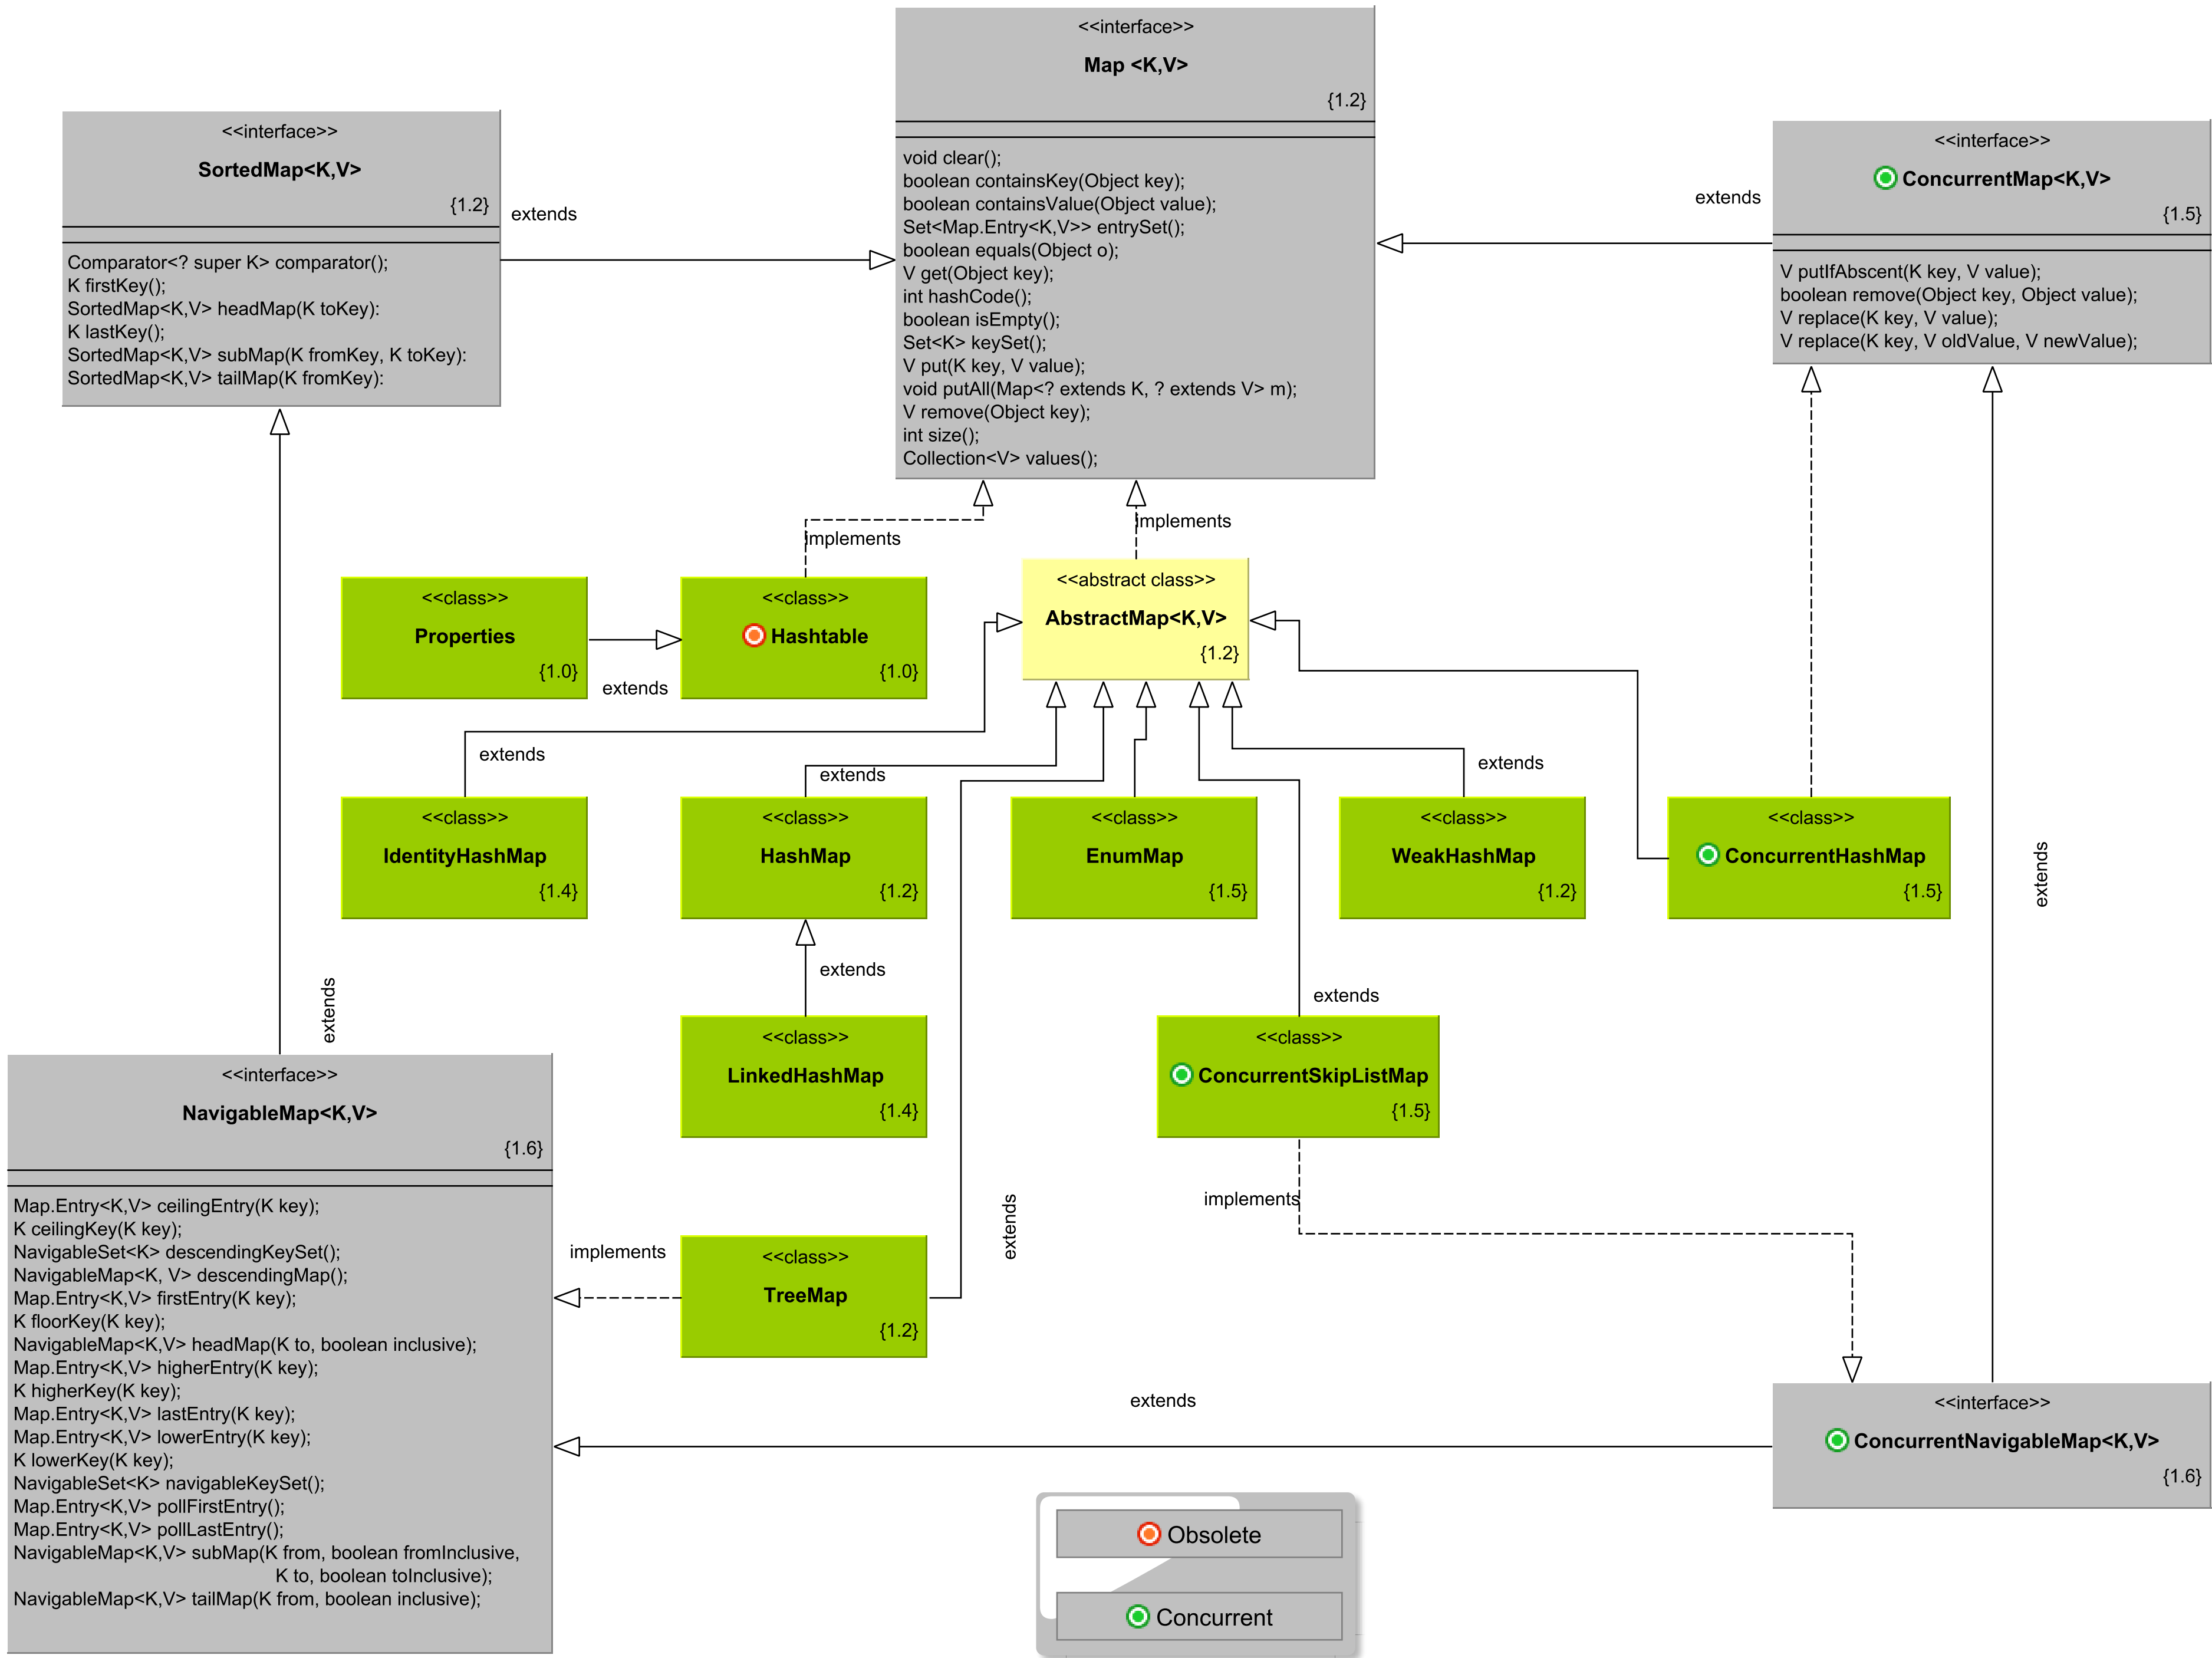 <<interface>>
Map <K,V>
{1.2}
void clear();
boolean containsKey(Object key);
boolean containsValue(Object value);
Set<Map.Entry<K,V>> entrySet();
boolean equals(Object o);
V get(Object key);
int hashCode();
boolean isEmpty();
Set<K> keySet();
V put(K key, V value);
void putAll(Map<? extends K, ? extends V> m);
V remove(Object key);
int size();
Collection<V> values();
<<interface>>
SortedMap<K,V>
{1.2}
Comparator<? super K> comparator();
K firstKey();
SortedMap<K,V> headMap(K toKey):
K lastKey();
SortedMap<K,V> subMap(K fromKey, K toKey):
SortedMap<K,V> tailMap(K fromKey):
extends
<<interface>>
ConcurrentMap<K,V>
{1.5}
V putIfAbscent(K key, V value);
boolean remove(Object key, Object value);
V replace(K key, V value);
V replace(K key, V oldValue, V newValue);
extends
implements
implements
<<class>>
Properties
{1.0}
extends
<<class>>
Hashtable
{1.0}
<<abstract class>>
AbstractMap<K,V>
{1.2}
extends
extends
extends
<<class>>
IdentityHashMap
{1.4}
<<class>>
HashMap
{1.2}
<<class>>
EnumMap
{1.5}
<<class>>
WeakHashMap
{1.2}
<<class>>
ConcurrentHashMap
{1.5}
extends
extends
extends
extends
<<class>>
LinkedHashMap
{1.4}
<<class>>
ConcurrentSkipListMap
{1.5}
implements
<<interface>>
NavigableMap<K,V>
{1.6}
Map.Entry<K,V> ceilingEntry(K key);
K ceilingKey(K key);
NavigableSet<K> descendingKeySet();
NavigableMap<K, V> descendingMap();
Map.Entry<K,V> firstEntry(K key);
K floorKey(K key);
NavigableMap<K,V> headMap(K to, boolean inclusive);
Map.Entry<K,V> higherEntry(K key);
K higherKey(K key);
Map.Entry<K,V> lastEntry(K key);
Map.Entry<K,V> lowerEntry(K key);
K lowerKey(K key);
NavigableSet<K> navigableKeySet();
Map.Entry<K,V> pollFirstEntry();
Map.Entry<K,V> pollLastEntry();
NavigableMap<K,V> subMap(K from, boolean fromInclusive,
K to, boolean toInclusive);
NavigableMap<K,V> tailMap(K from, boolean inclusive);
implements
<<class>>
TreeMap
{1.2}
extends
extends
<<interface>>
ConcurrentNavigableMap<K,V>
{1.6}
Obsolete
Concurrent